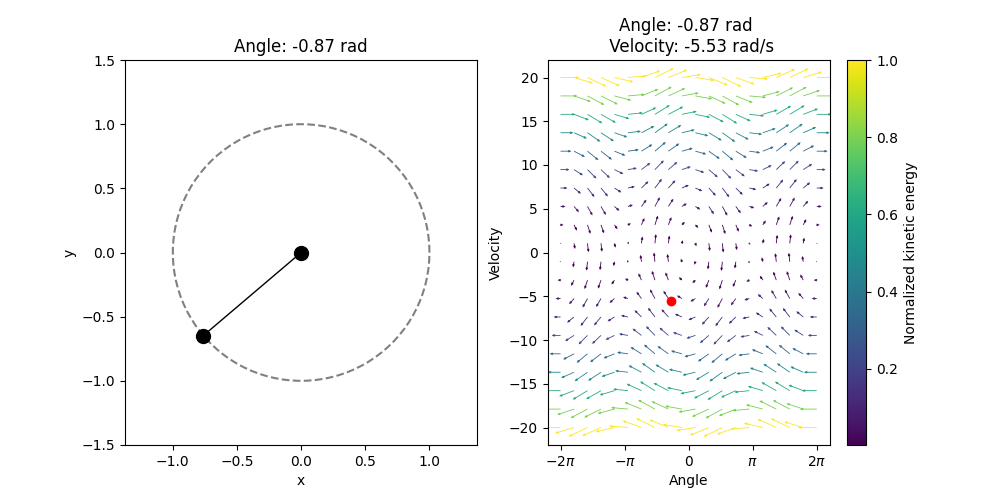 Angle: -0.87 rad
1.5
1.0
0.5
0.0
−0.5
−1.0
−1.5
y
−1.0
−0.5
0.0
0.5
1.0
x
Angle: -0.87 rad
Velocity: -5.53 rad/s
20
15
10
5
0
−5
−10
−15
−20
Velocity
−2π
−π
0
π
2π
Angle
1.0
0.8
0.6
0.4
0.2
Normalized kinetic energy